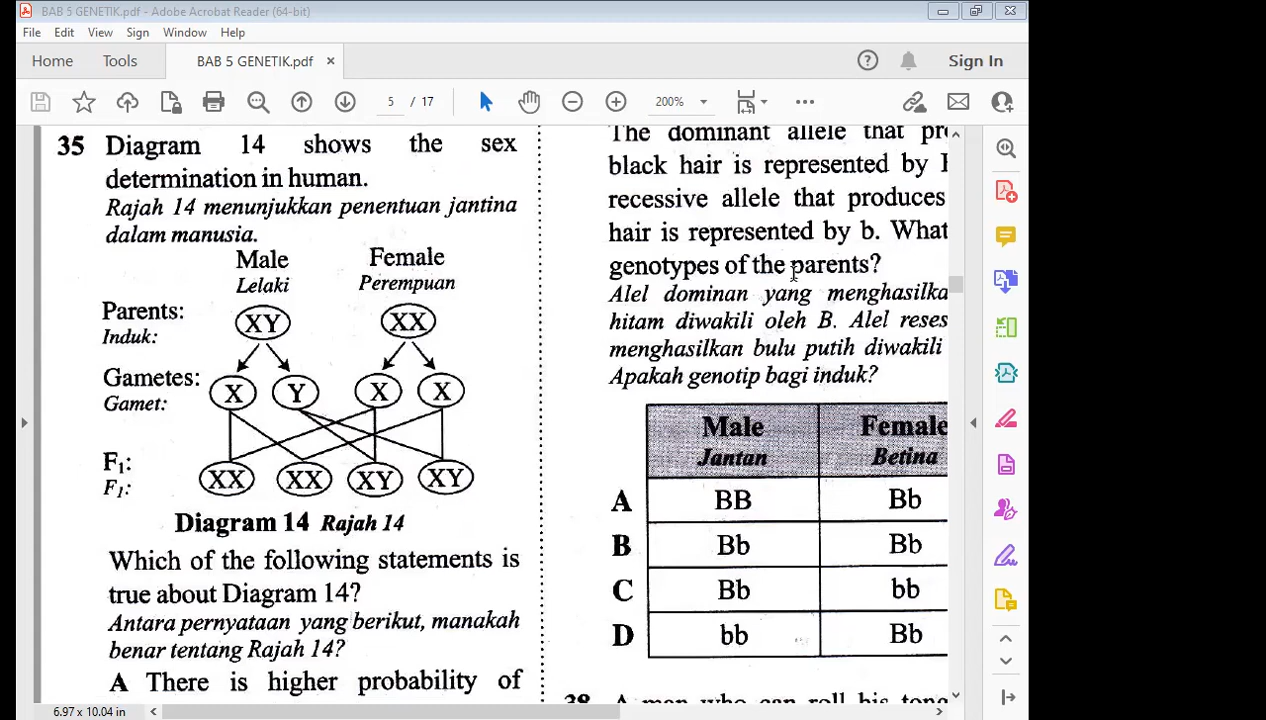 BAB 5 GENETIK.pdf - Adobe Acrobat Reader (64-bit)
File Edit View Sign Window Help
Home Tools BAB 5 GENETIK.pdf × Sign In
5 / 17 200%
35 Diagram 14 shows the sex
determination in human.
Rajah 14 menunjukkan penentuan jantina
dalam manusia.
Male Female
Lelaki Perempuan
Parents: XY XX
Induk:
Gametes: X Y X X
Gamet:
F1: XX XX XY XY
F1:
Diagram 14 Rajah 14
Which of the following statements is
true about Diagram 14?
Antara pernyataan yang berikut, manakah
benar tentang Rajah 14?
A There is higher probability of
The dominant allele that
black hair is represented by
recessive allele that produces
hair is represented by b. What
genotypes of the parents?
Alel dominan yang
hitam diwakili oleh B. Alel
menghasilkan bulu putih diwakili
Apakah genotip bagi induk?
Male Female
Jantan Betina
A BB Bb
B Bb Bb
C Bb bb
D bb Bb
38 A man who can roll his
6.97 x 10.04 in